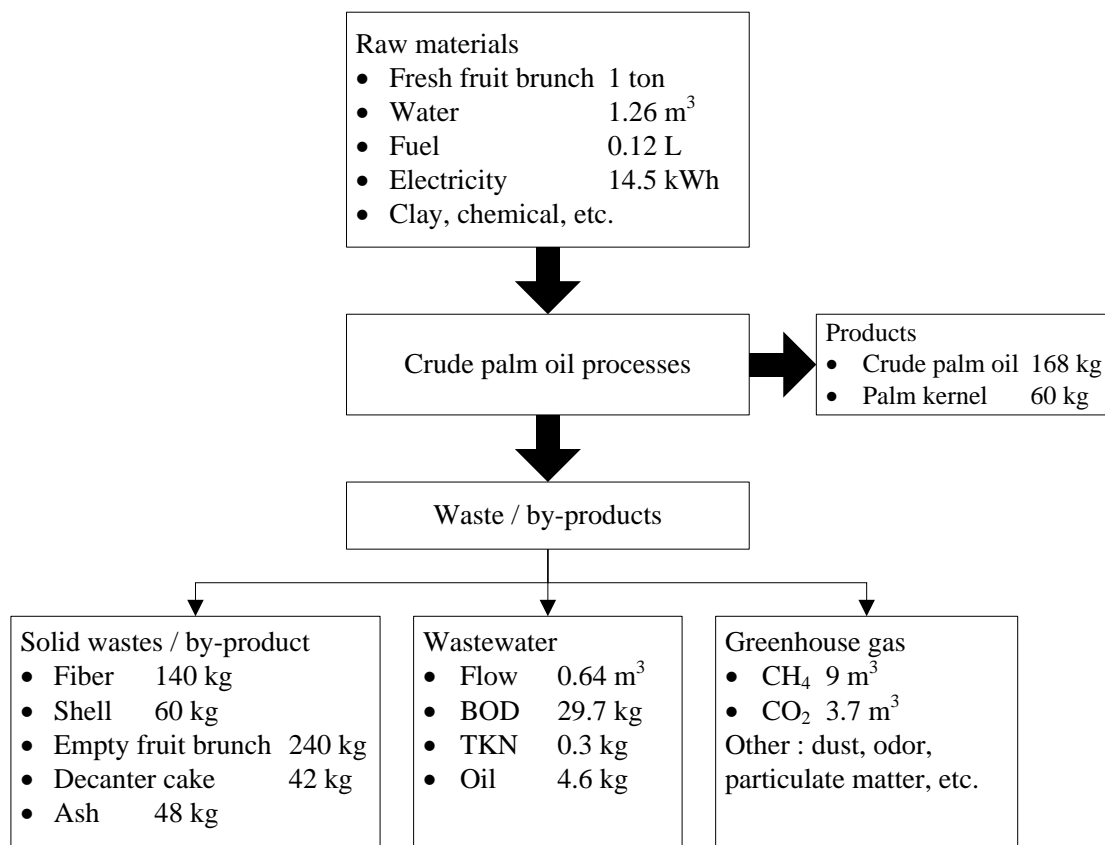 Raw materials
• Fresh fruit brunch 1 ton
• Water 1.26 m³
• Fuel 0.12 L
• Electricity 14.5 kWh
• Clay, chemical, etc.
Crude palm oil processes
Products
• Crude palm oil 168 kg
• Palm kernel 60 kg
Waste / by-products
Solid wastes / by-product
• Fiber 140 kg
• Shell 60 kg
• Empty fruit brunch 240 kg
• Decanter cake 42 kg
• Ash 48 kg
Wastewater
• Flow 0.64 m³
• BOD 29.7 kg
• TKN 0.3 kg
• Oil 4.6 kg
Greenhouse gas
• CH₄ 9 m³
• CO₂ 3.7 m³
Other : dust, odor,
particulate matter, etc.